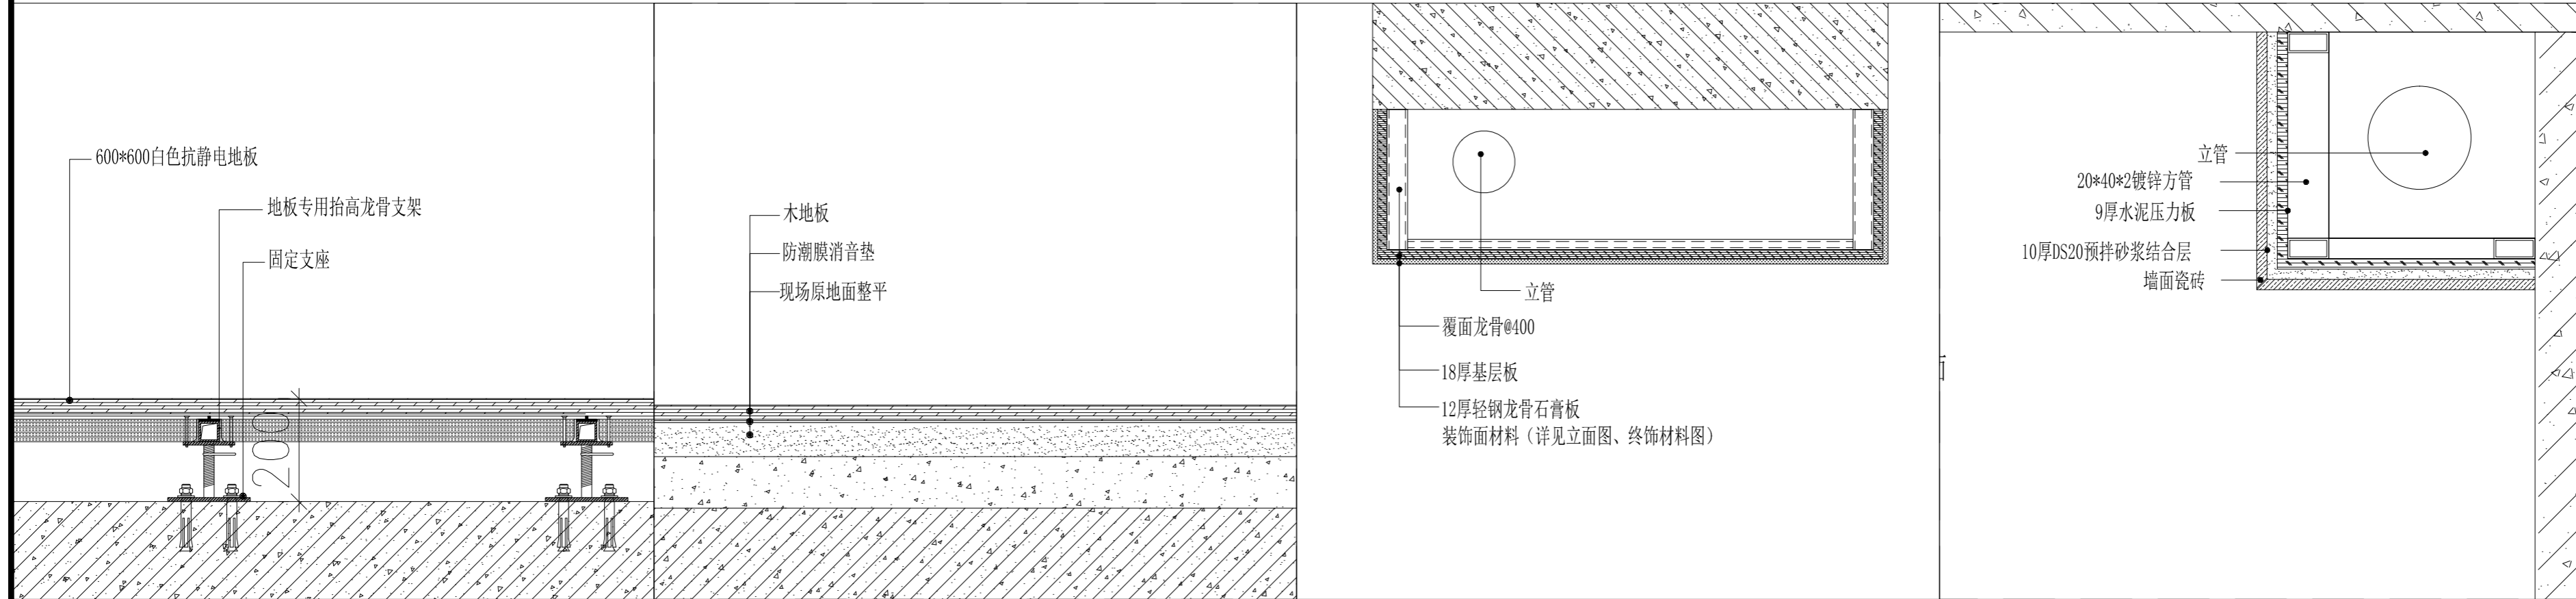 600*600白色抗静电地板
地板专用抬高龙骨支架
固定支座
200
木地板
防潮膜消音垫
现场原地面整平
立管
覆面龙骨@400
18厚基层板
12厚轻钢龙骨石膏板
装饰面材料（详见立面图、终饰材料图）
立管
20*40*2镀锌方管
9厚水泥压力板
10厚DS20预拌砂浆结合层
墙面瓷砖